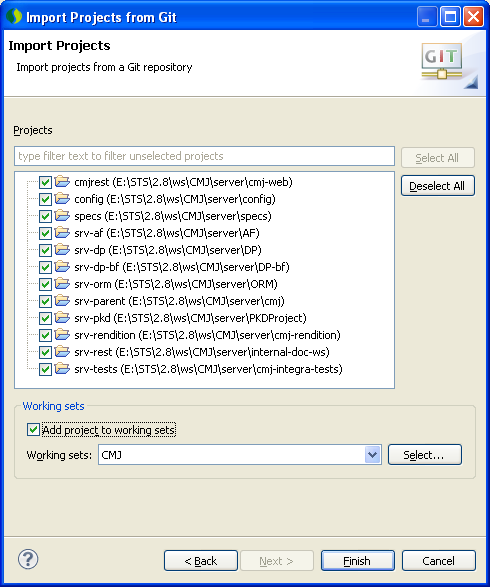 Import Projects from Git
Import Projects
Import projects from a Git repository
GIT
Projects
type filter text to filter unselected projects
Select All
Deselect All
cmjrest (E:\STS\2.8\ws\CMJ\server\cmj-web)
config (E:\STS\2.8\ws\CMJ\server\config)
specs (E:\STS\2.8\ws\CMJ\server\specs)
srv-af (E:\STS\2.8\ws\CMJ\server\AF)
srv-dp (E:\STS\2.8\ws\CMJ\server\DP)
srv-dp-bf (E:\STS\2.8\ws\CMJ\server\DP-bf)
srv-orm (E:\STS\2.8\ws\CMJ\server\ORM)
srv-parent (E:\STS\2.8\ws\CMJ\server\cmj)
srv-pkd (E:\STS\2.8\ws\CMJ\server\PKDProject)
srv-rendition (E:\STS\2.8\ws\CMJ\server\cmj-rendition)
srv-rest (E:\STS\2.8\ws\CMJ\server\internal-doc-ws)
srv-tests (E:\STS\2.8\ws\CMJ\server\cmj-integra-tests)
Working sets
Add project to working sets
Working sets: CMJ Select...
? < Back Next > Finish Cancel